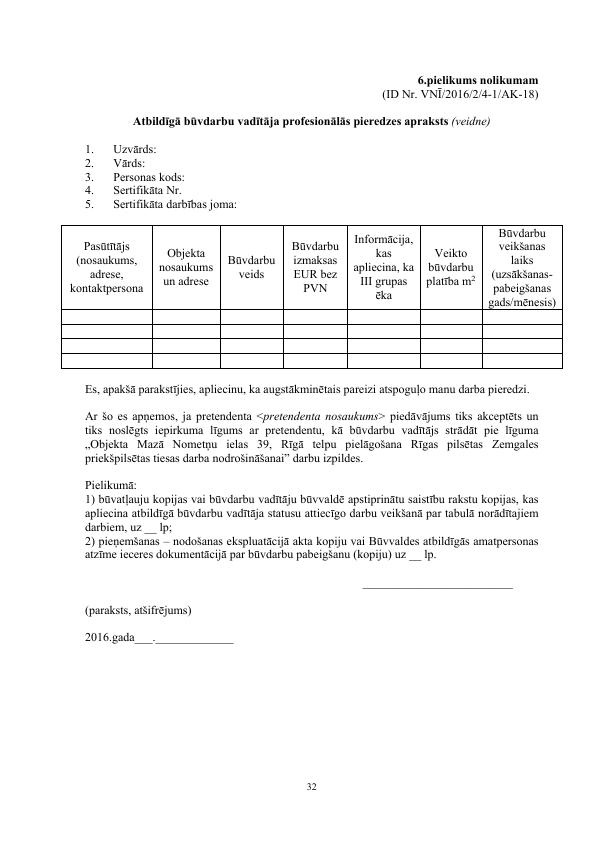 6.pielikums nolikumam
(ID Nr. VNĪ/2016/2/4-1/AK-18)
Atbildīgā būvdarbu vadītāja profesionālās pieredzes apraksts (veidne)
1. Uzvārds:
2. Vārds:
3. Personas kods:
4. Sertifikāta Nr.
5. Sertifikāta darbības joma:
Pasūtītājs
(nosaukums,
adrese,
kontaktpersona
Objekta
nosaukums
un adrese
Būvdarbu
veids
Būvdarbu
izmaksas
EUR bez
PVN
Informācija,
kas
apliecina, ka
III grupas
ēka
Veikto
būvdarbu
platība m²
Būvdarbu
veikšanas
laiks
(uzsākšanas-
pabeigšanas
gads/mēnesis)
Es, apakšā parakstījies, apliecinu, ka augstākminētais pareizi atspoguļo manu darba pieredzi.
Ar šo es apņemos, ja pretendenta <pretendenta nosaukums> piedāvājums tiks akceptēts un
tiks noslēgts iepirkuma līgums ar pretendentu, kā būvdarbu vadītājs strādāt pie līguma
„Objekta Mazā Nometņu ielas 39, Rīgā telpu pielāgošana Rīgas pilsētas Zemgales
priekšpilsētas tiesas darba nodrošināšanai” darbu izpildes.
Pielikumā:
1) būvatļauju kopijas vai būvdarbu vadītāju būvvaldē apstiprinātu saistību rakstu kopijas, kas
apliecina atbildīgā būvdarbu vadītāja statusu attiecīgo darbu veikšanā par tabulā norādītajiem
darbiem, uz __ lp;
2) pieņemšanas – nodošanas ekspluatācijā akta kopiju vai Būvvaldes atbildīgās amatpersonas
atzīme ieceres dokumentācijā par būvdarbu pabeigšanu (kopiju) uz __ lp.
_________________________
(paraksts, atšifrējums)
2016.gada___._____________
32